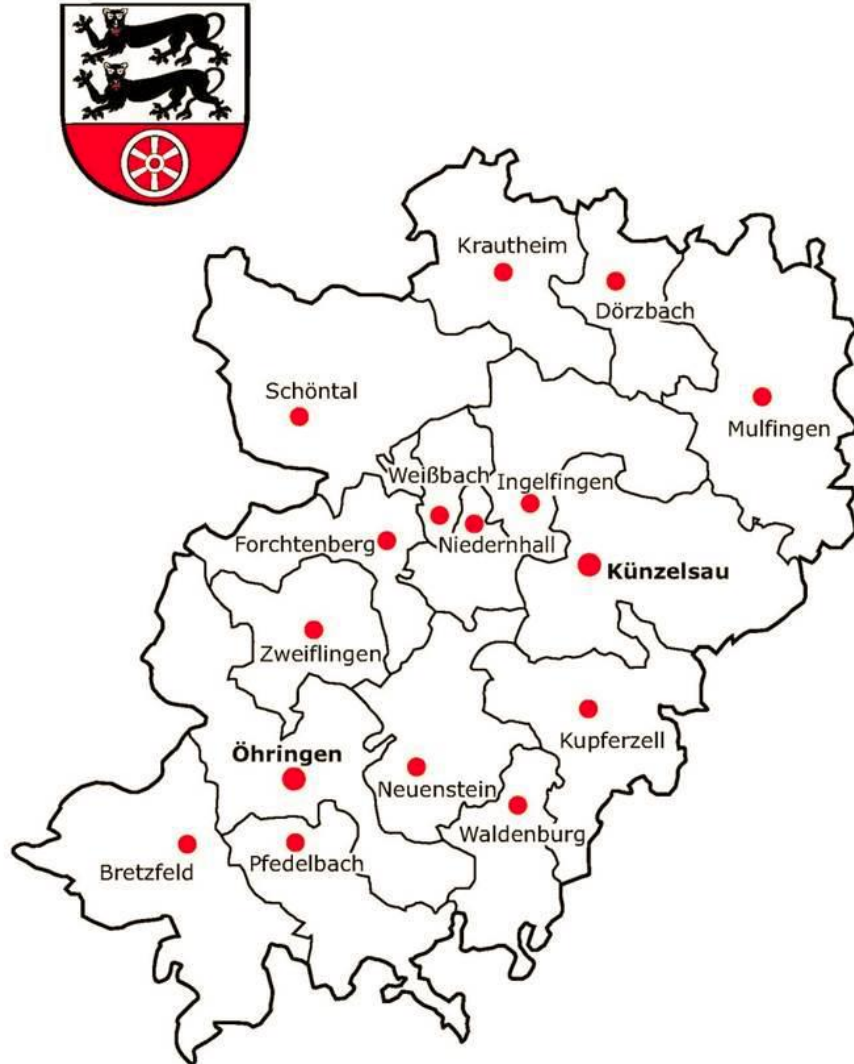 Krautheim
Dörzbach
Schöntal
Mulfingen
Weißbach
Ingelfingen
Forchtenberg
Niedernhall
Künzelsau
Zweiflingen
Kupferzell
Öhringen
Neuenstein
Waldenburg
Bretzfeld
Pfedelbach